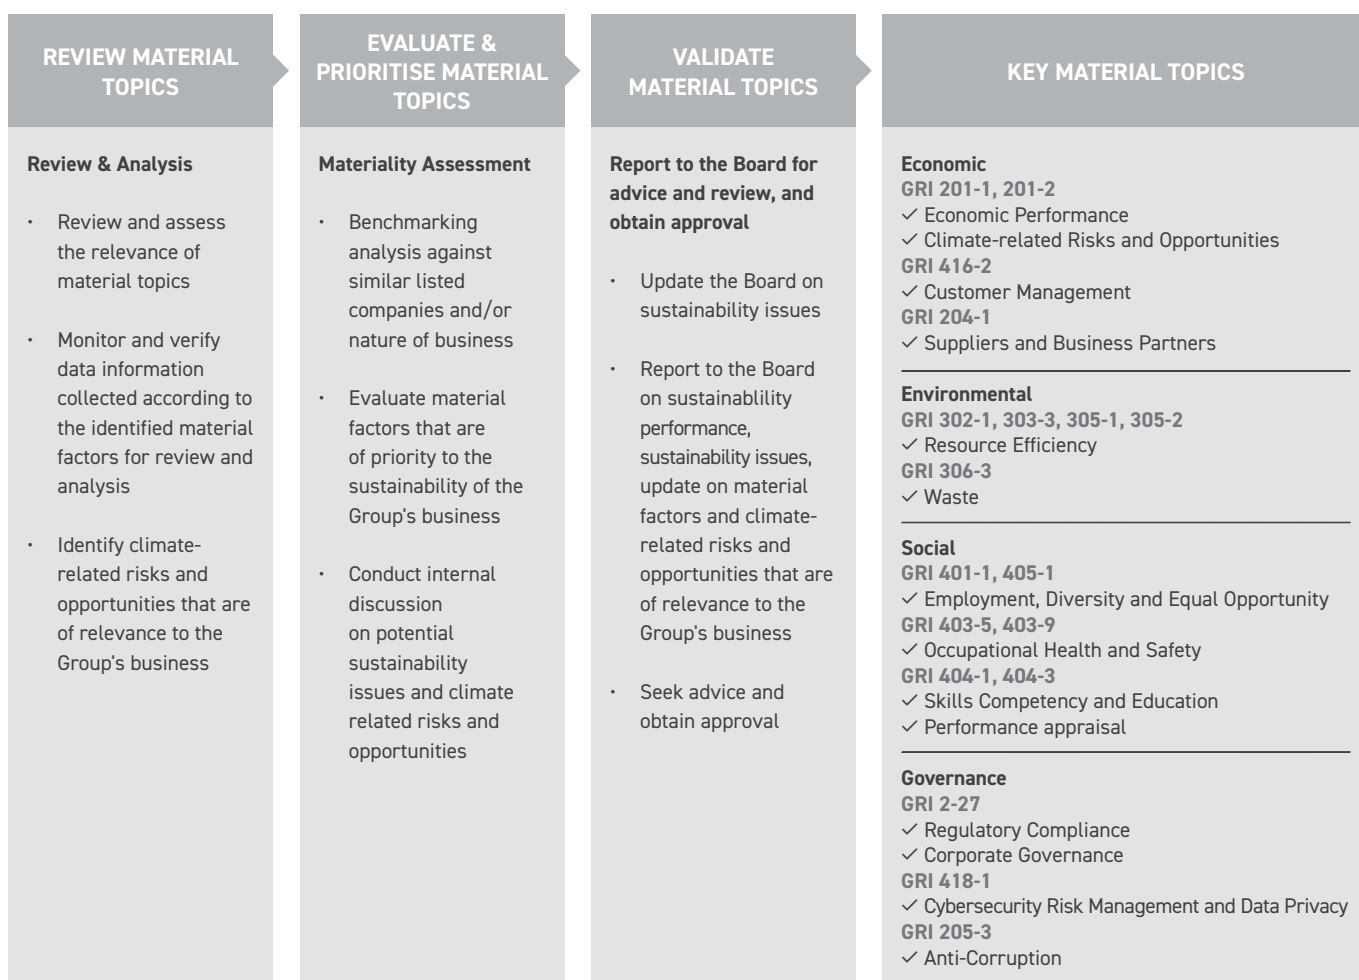 REVIEW MATERIAL
TOPICS
Review & Analysis
• Review and assess
the relevance of
material topics
• Monitor and verify
data information
collected according to
the identified material
factors for review and
analysis
• Identify climate-
related risks and
opportunities that are
of relevance to the
Group's business
EVALUATE &
PRIORITISE MATERIAL
TOPICS
Materiality Assessment
• Benchmarking
analysis against
similar listed
companies and/or
nature of business
• Evaluate material
factors that are
of priority to the
sustainability of the
Group's business
• Conduct internal
discussion
on potential
sustainability
issues and climate
related risks and
opportunities
VALIDATE
MATERIAL TOPICS
Report to the Board for
advice and review, and
obtain approval
• Update the Board on
sustainability issues
• Report to the Board
on sustainablility
performance,
sustainability issues,
update on material
factors and climate-
related risks and
opportunities that are
of relevance to the
Group's business
• Seek advice and
obtain approval
KEY MATERIAL TOPICS
Economic
GRI 201-1, 201-2
✓ Economic Performance
✓ Climate-related Risks and Opportunities
GRI 416-2
✓ Customer Management
GRI 204-1
✓ Suppliers and Business Partners
Environmental
GRI 302-1, 303-3, 305-1, 305-2
✓ Resource Efficiency
GRI 306-3
✓ Waste
Social
GRI 401-1, 405-1
✓ Employment, Diversity and Equal Opportunity
GRI 403-5, 403-9
✓ Occupational Health and Safety
GRI 404-1, 404-3
✓ Skills Competency and Education
✓ Performance appraisal
Governance
GRI 2-27
✓ Regulatory Compliance
✓ Corporate Governance
GRI 418-1
✓ Cybersecurity Risk Management and Data Privacy
GRI 205-3
✓ Anti-Corruption